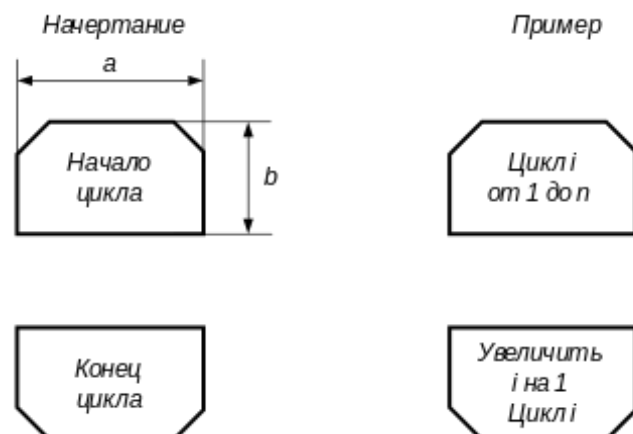 Начертание
Пример
a
Начало
цикла
b
Цикл i
от 1 до n
Конец
цикла
Увеличить
i на 1
Цикл i